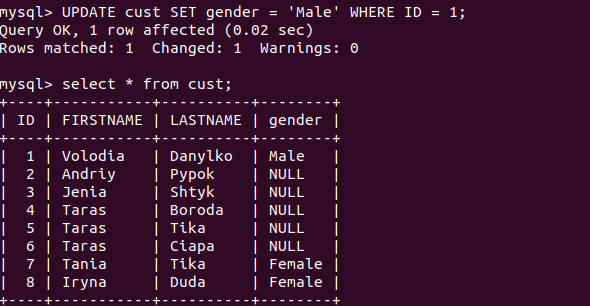 mysql> UPDATE cust SET gender = 'Male' WHERE ID = 1;
Query OK, 1 row affected (0.02 sec)
Rows matched: 1  Changed: 1  Warnings: 0

mysql> select * from cust;
+----+-----------+----------+--------+
| ID | FIRSTNAME | LASTNAME | gender |
+----+-----------+----------+--------+
|  1 | Volodia   | Danylko  | Male   |
|  2 | Andriy    | Pypok    | NULL   |
|  3 | Jenia     | Shtyk    | NULL   |
|  4 | Taras     | Boroda   | NULL   |
|  5 | Taras     | Tika     | NULL   |
|  6 | Taras     | Ciapa    | NULL   |
|  7 | Tania     | Tika     | Female |
|  8 | Iryna     | Duda     | Female |
+----+-----------+----------+--------+